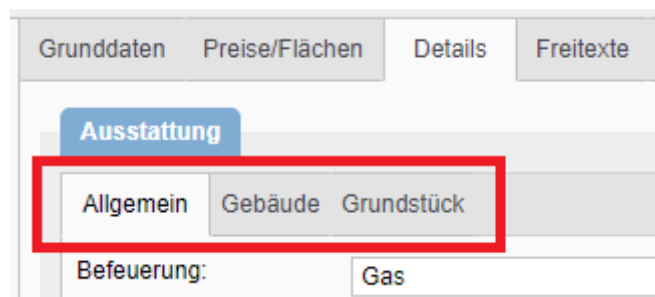 Grunddaten Preise/Flächen Details Freitexte
Ausstattung
Allgemein Gebäude Grundstück
Befeuerung: Gas